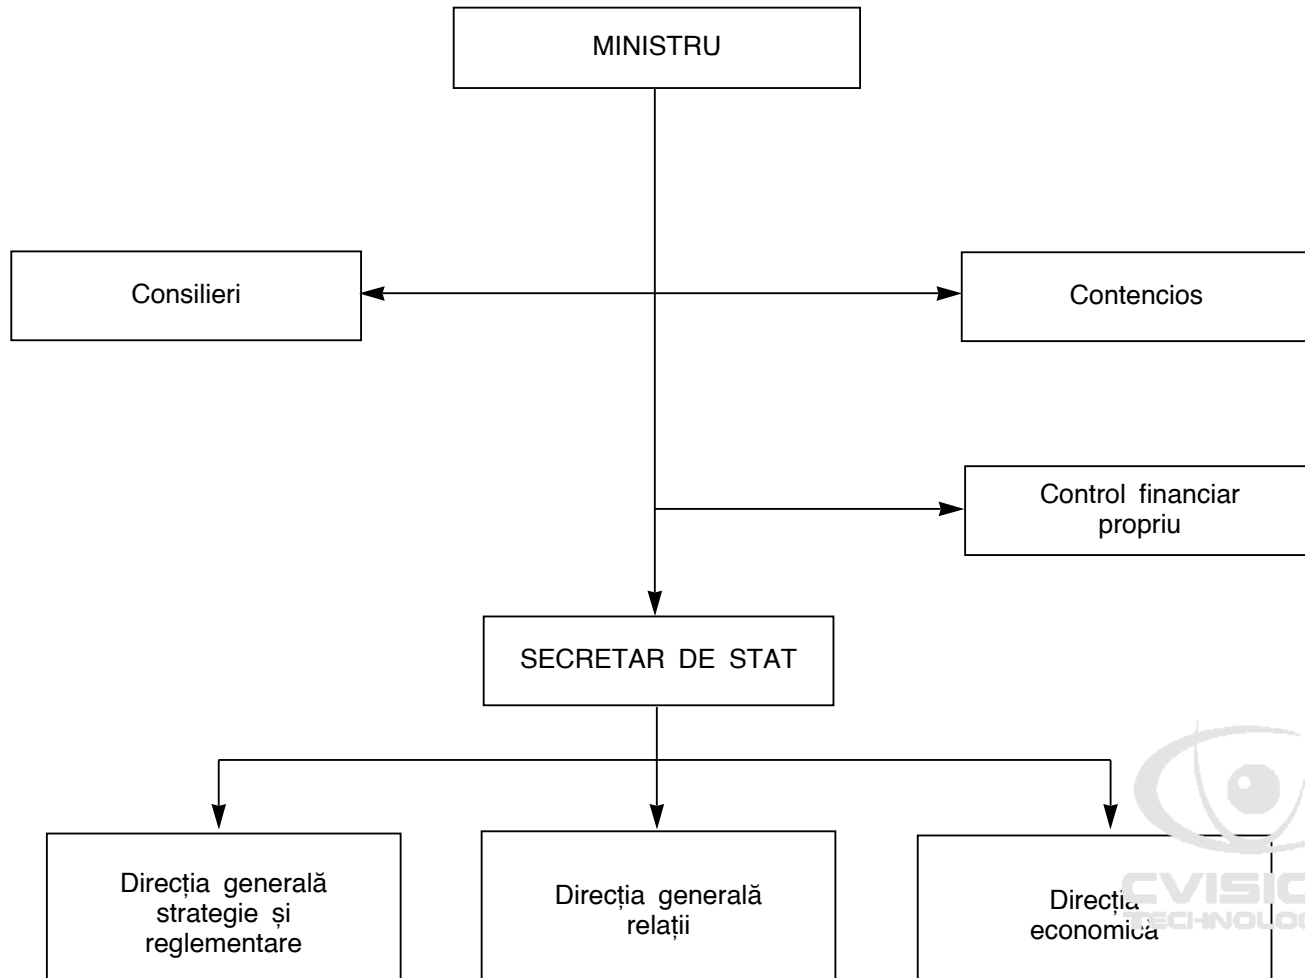 MINISTRU
Consilieri
Contencios
Control financiar
propriu
SECRETAR DE STAT
Direcția generală
strategie și
reglementare
Direcția generală
relații
Direcția
economică